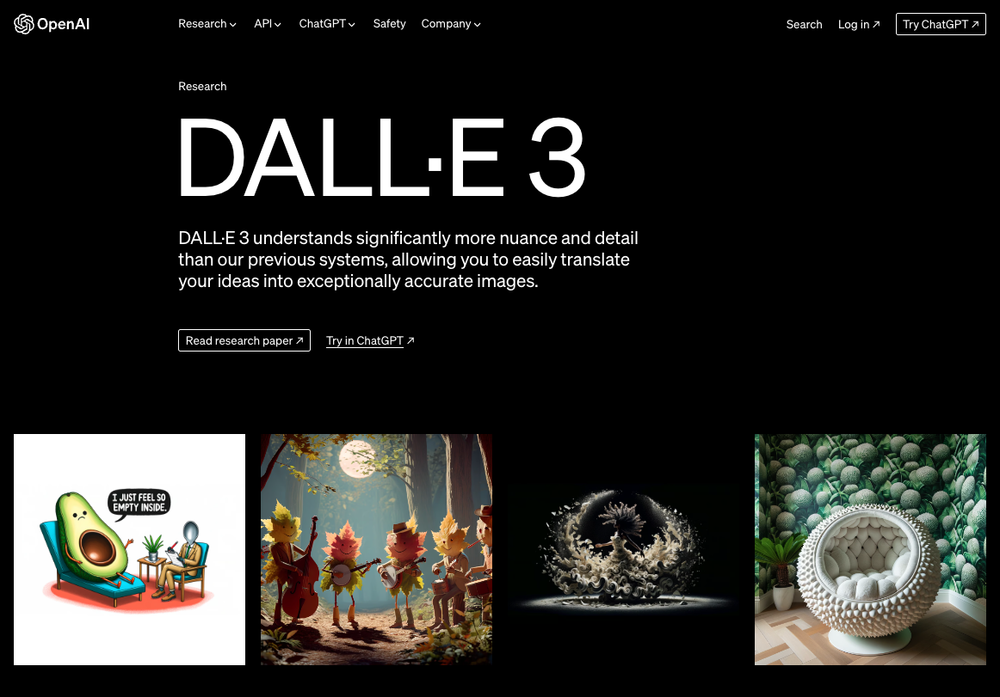 OpenAI
Research
API
ChatGPT
Safety
Company
Search
Log in ↗
Try ChatGPT ↗
Research
DALL·E 3
DALL·E 3 understands significantly more nuance and detail
than our previous systems, allowing you to easily translate
your ideas into exceptionally accurate images.
Read research paper ↗
Try in ChatGPT ↗
I JUST FEEL SO
EMPTY INSIDE.